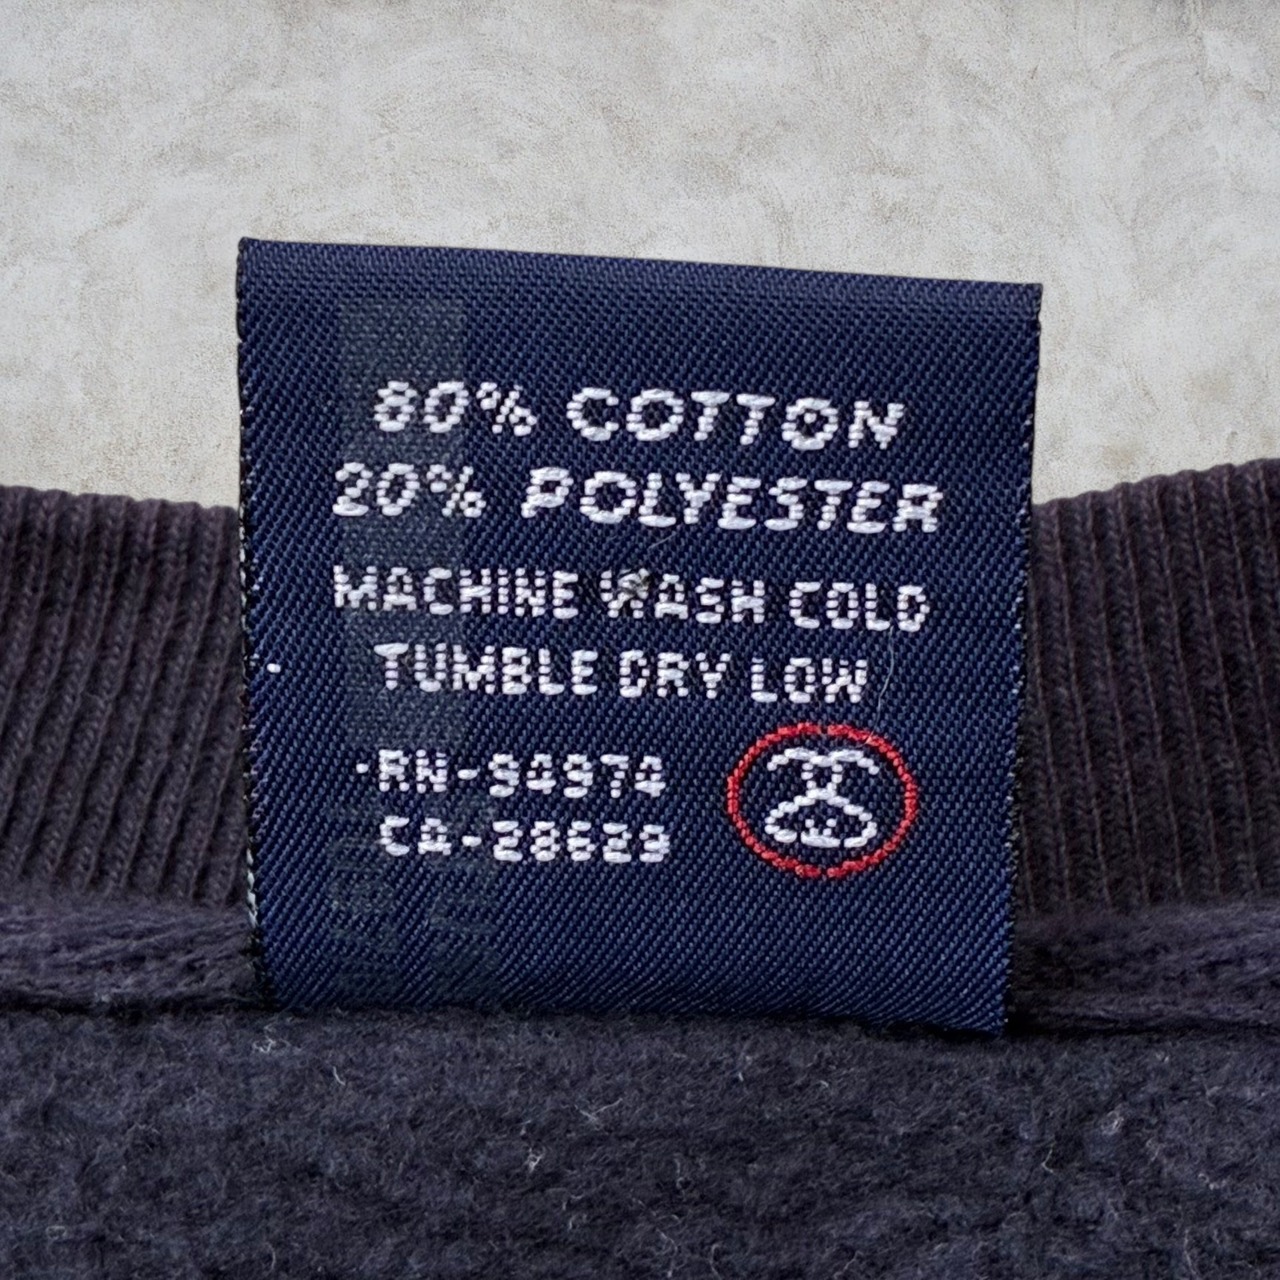 80% COTTON
20% POLYESTER
MACHINE WASH COLD
TUMBLE DRY LOW
RN-94974
CA-28629